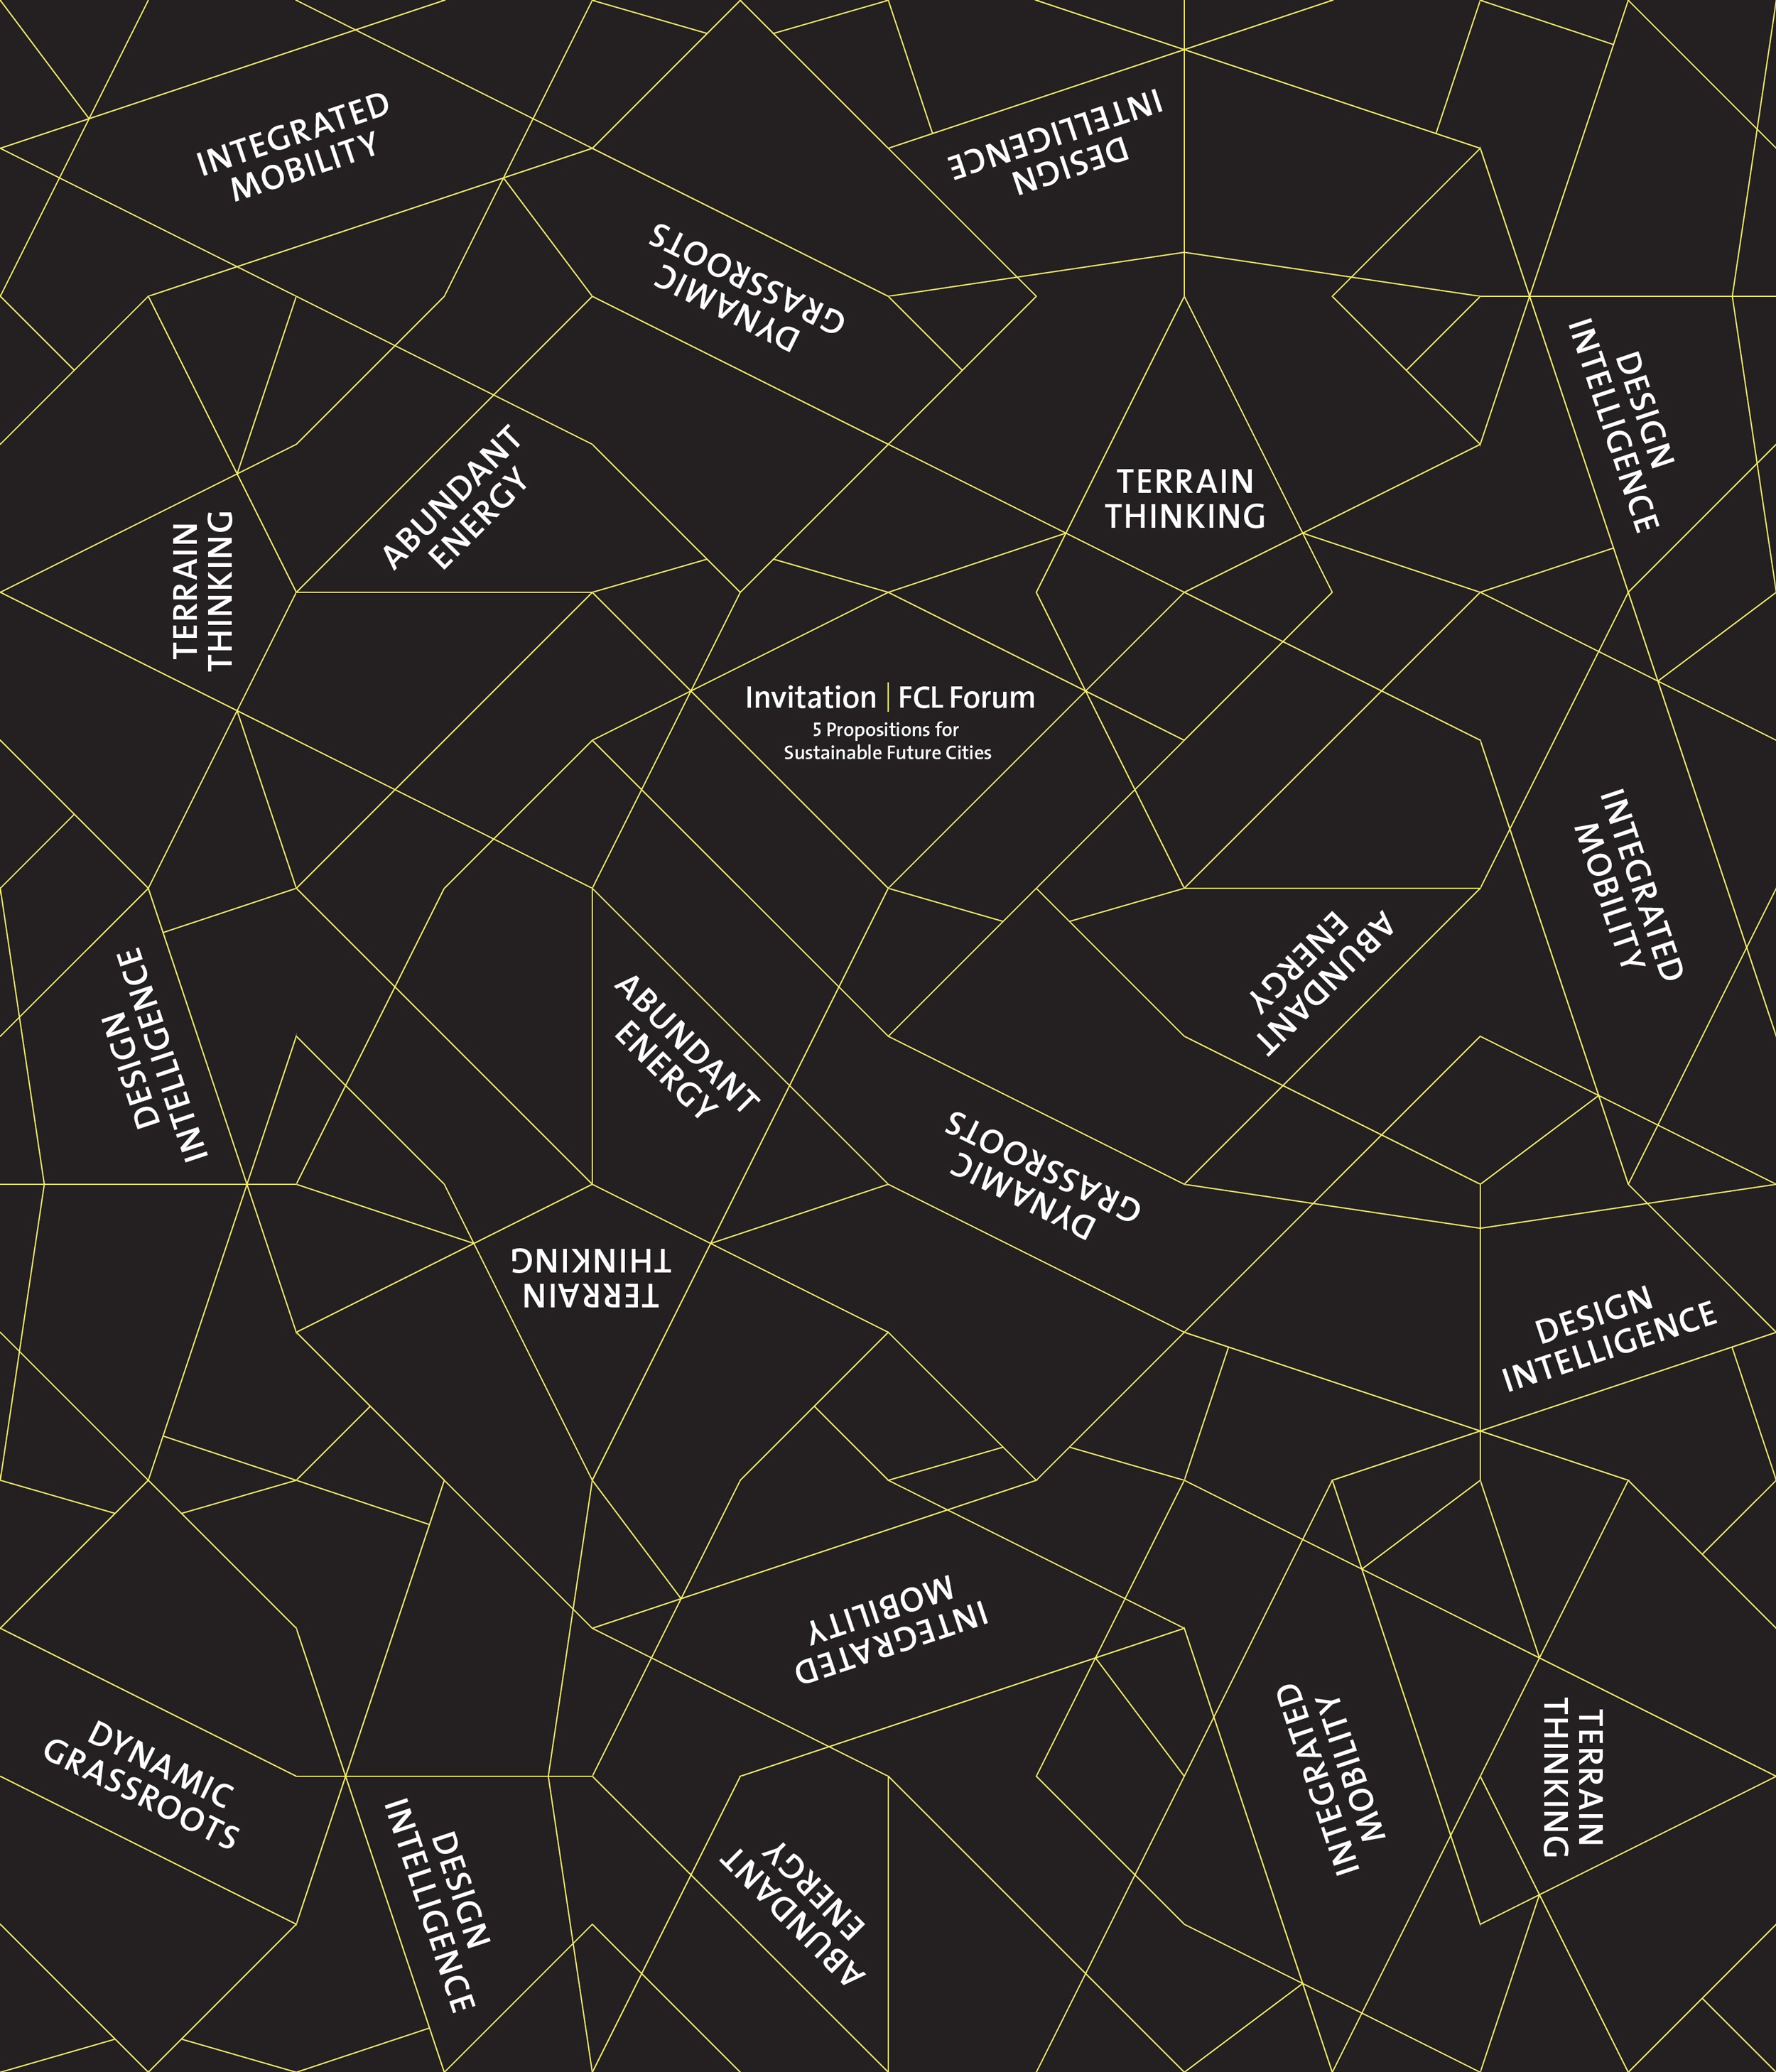 INTEGRATED
MOBILITY
DESIGN
INTELLIGENCE
DYNAMIC
GRASSROOTS
DESIGN
INTELLIGENCE
ABUNDANT
ENERGY
TERRAIN
THINKING
TERRAIN
THINKING
Invitation | FCL Forum
5 Propositions for
Sustainable Future Cities
INTEGRATED
MOBILITY
DESIGN
INTELLIGENCE
ABUNDANT
ENERGY
ABUNDANT
ENERGY
DYNAMIC
GRASSROOTS
TERRAIN
THINKING
DESIGN
INTELLIGENCE
INTEGRATED
MOBILITY
DYNAMIC
GRASSROOTS
INTEGRATED
MOBILITY
TERRAIN
THINKING
DESIGN
INTELLIGENCE
ABUNDANT
ENERGY